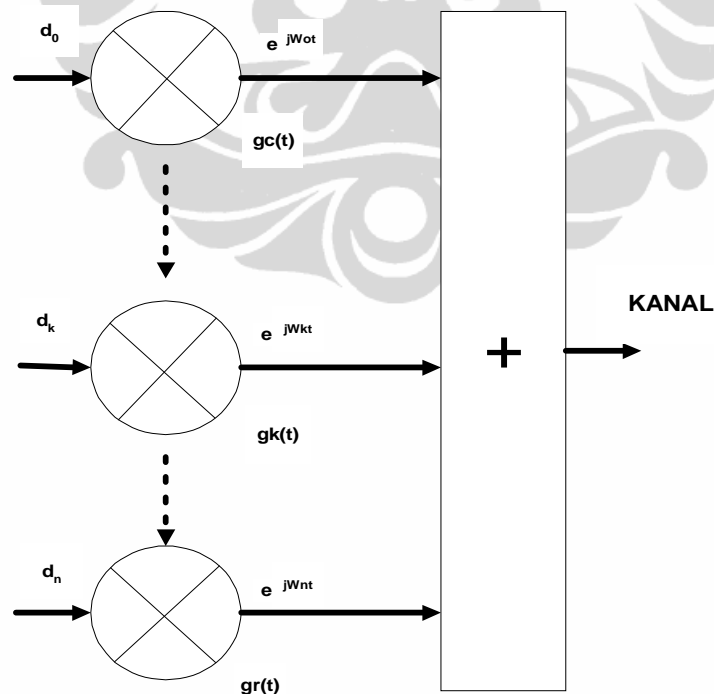 d₀
e jWot
gc(t)
KANAL
dₖ
e jWkt
+
gk(t)
dₙ
e jWnt
gr(t)